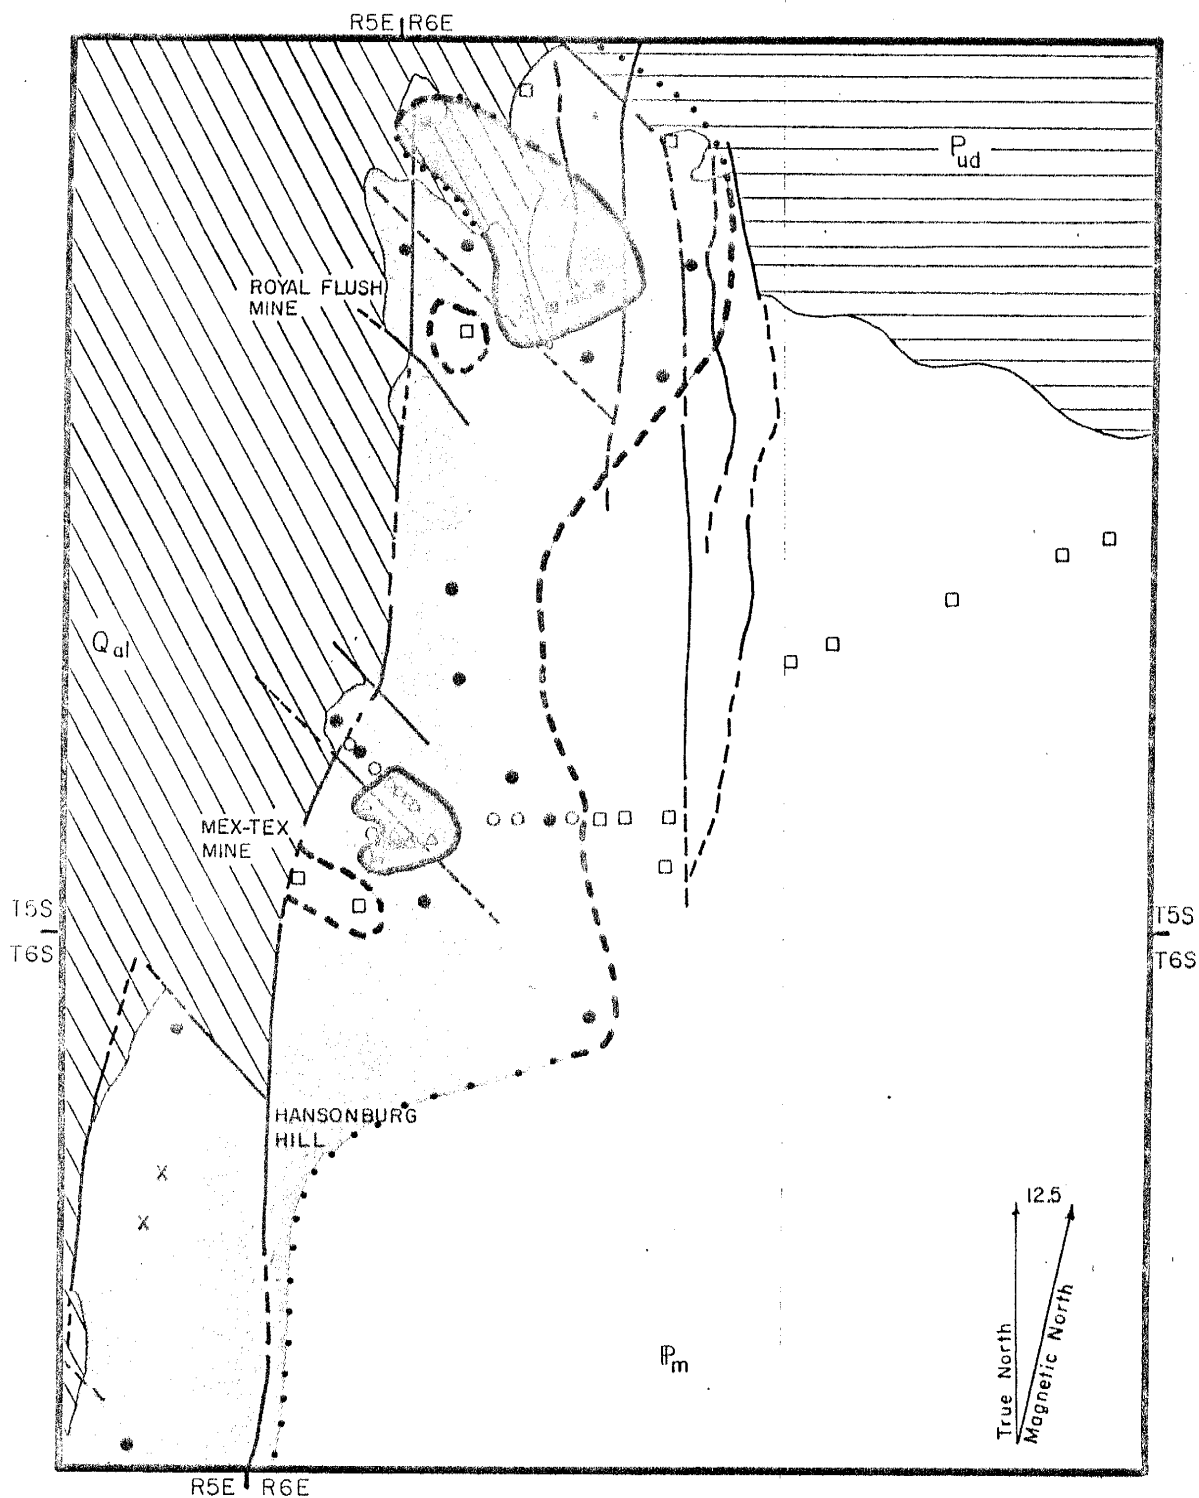 R5E R6E
Pud
ROYAL FLUSH
MINE
Qal
MEX-TEX
MINE
T5S
T6S
T5S
T6S
HANSONBURG
HILL
X
X
12.5
True North
Magnetic North
ℙm
R5E R6E